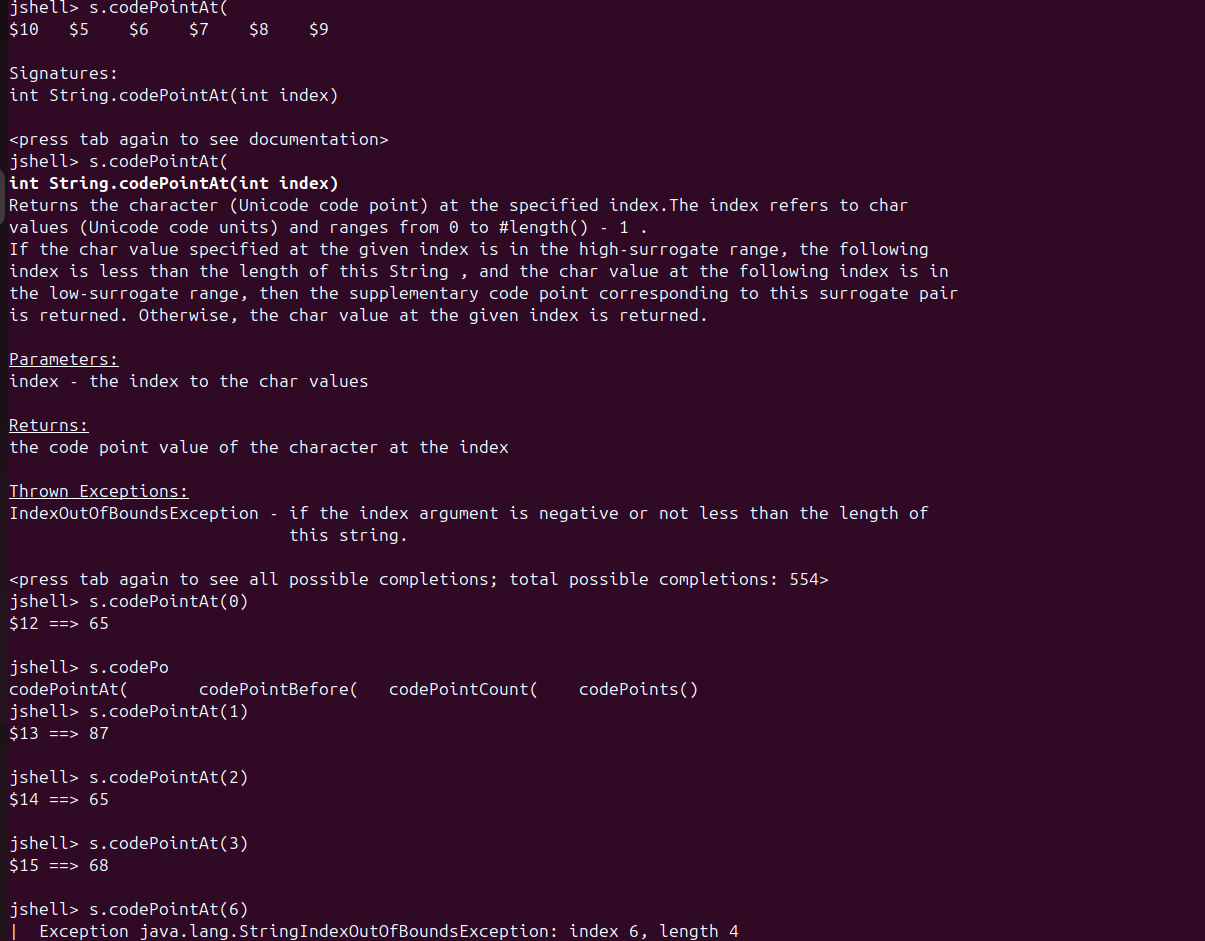 jshell> s.codePointAt(
$10   $5    $6    $7    $8    $9
Signatures:
int String.codePointAt(int index)
<press tab again to see documentation>
jshell> s.codePointAt(
int String.codePointAt(int index)
Returns the character (Unicode code point) at the specified index.The index refers to char
values (Unicode code units) and ranges from 0 to #length() - 1 .
If the char value specified at the given index is in the high-surrogate range, the following
index is less than the length of this String , and the char value at the following index is in
the low-surrogate range, then the supplementary code point corresponding to this surrogate pair
is returned. Otherwise, the char value at the given index is returned.
Parameters:
index - the index to the char values
Returns:
the code point value of the character at the index
Thrown Exceptions:
IndexOutOfBoundsException - if the index argument is negative or not less than the length of
this string.
<press tab again to see all possible completions; total possible completions: 554>
jshell> s.codePointAt(0)
$12 ==> 65
jshell> s.codePo
codePointAt(       codePointBefore(   codePointCount(    codePoints()
jshell> s.codePointAt(1)
$13 ==> 87
jshell> s.codePointAt(2)
$14 ==> 65
jshell> s.codePointAt(3)
$15 ==> 68
jshell> s.codePointAt(6)
|  Exception java.lang.StringIndexOutOfBoundsException: index 6, length 4